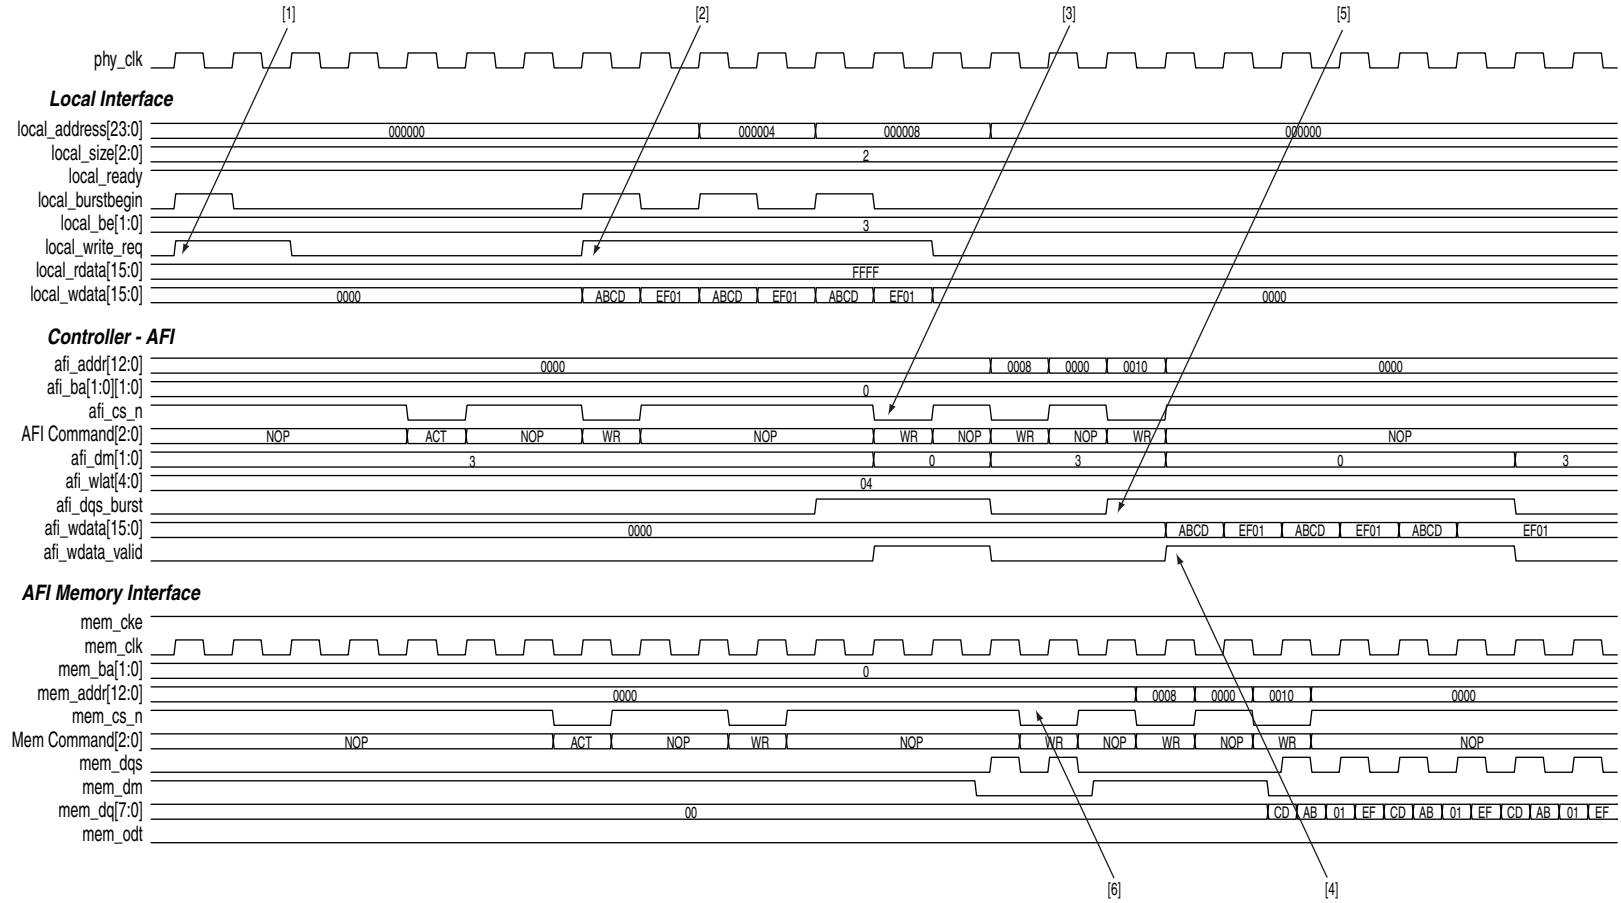 [1] [2] [3] [5]
phy_clk
Local Interface
local_address[23:0] 000000 000004 000008 000000
local_size[2:0] 2
local_ready
local_burstbegin
local_be[1:0] 3
local_write_req
local_rdata[15:0] FFFF
local_wdata[15:0] 0000 ABCD EF01 ABCD EF01 ABCD EF01 0000
Controller - AFI
afi_addr[12:0] 0000 0008 0000 0010 0000
afi_ba[1:0][1:0] 0
afi_cs_n
AFI Command[2:0] NOP ACT NOP WR NOP WR NOP WR NOP WR NOP
afi_dm[1:0] 3 0 3 0 3
afi_wlat[4:0] 04
afi_dqs_burst
afi_wdata[15:0] 0000 ABCD EF01 ABCD EF01 ABCD EF01
afi_wdata_valid
AFI Memory Interface
mem_cke
mem_clk
mem_ba[1:0] 0
mem_addr[12:0] 0000 0008 0000 0010 0000
mem_cs_n
Mem Command[2:0] NOP ACT NOP WR NOP WR NOP WR NOP WR NOP
mem_dqs
mem_dm
mem_dq[7:0] 00 CD AB 01 EF CD AB 01 EF CD AB 01 EF
mem_odt
[6] [4]